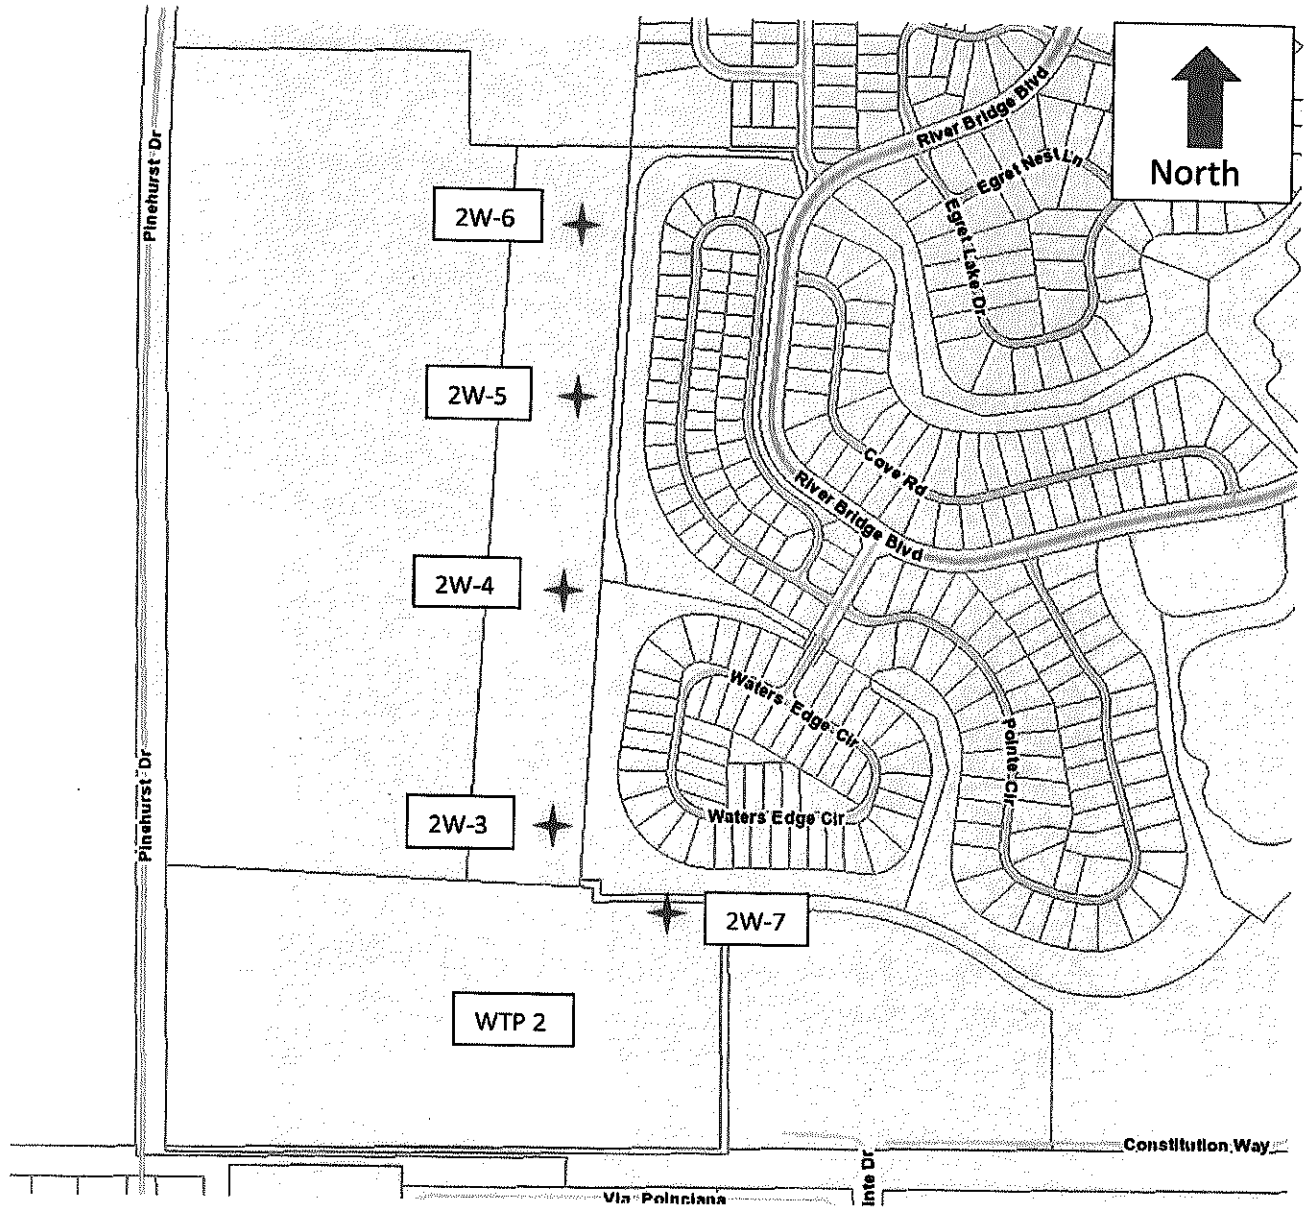 North
River Bridge Blvd
Egret Nest Ln
Pinehurst Dr
2W-6
Egret Lake Dr
2W-5
Cove Rd
River Bridge Blvd
2W-4
Waters Edge Cir
Pointe Cir
Pinehurst Dr
2W-3
Waters Edge Cir
2W-7
WTP 2
Constitution Way
Inte Dr
Via Poinciana